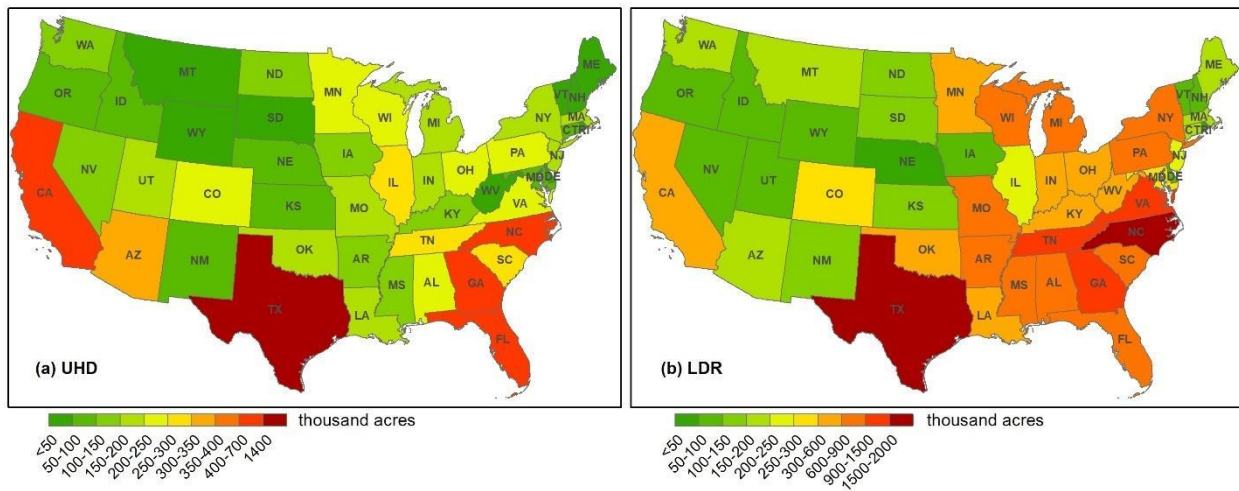 WA
MT
ND
MN
ME
OR
ID
WY
SD
WI
MI
NY
NH
MA
NV
UT
CO
NE
IA
IL
IN
OH
PA
NJ
CA
KS
MO
KY
WV
VA
MD
DE
AZ
NM
OK
AR
TN
NC
SC
TX
LA
MS
AL
GA
FL
(a) UHD
<50
50-100
100-150
150-200
200-250
250-300
300-350
350-400
400-700
1400
thousand acres
WA
MT
ND
MN
ME
VT
NH
OR
ID
WY
SD
WI
MI
NY
MA
CT
RI
NV
UT
CO
NE
IA
IL
IN
OH
PA
NJ
CA
KS
MO
KY
WV
VA
MD
DE
AZ
NM
OK
AR
TN
NC
SC
TX
LA
MS
AL
GA
FL
(b) LDR
<50
50-100
100-150
150-200
200-250
250-300
300-600
600-900
900-1500
1500-2000
thousand acres